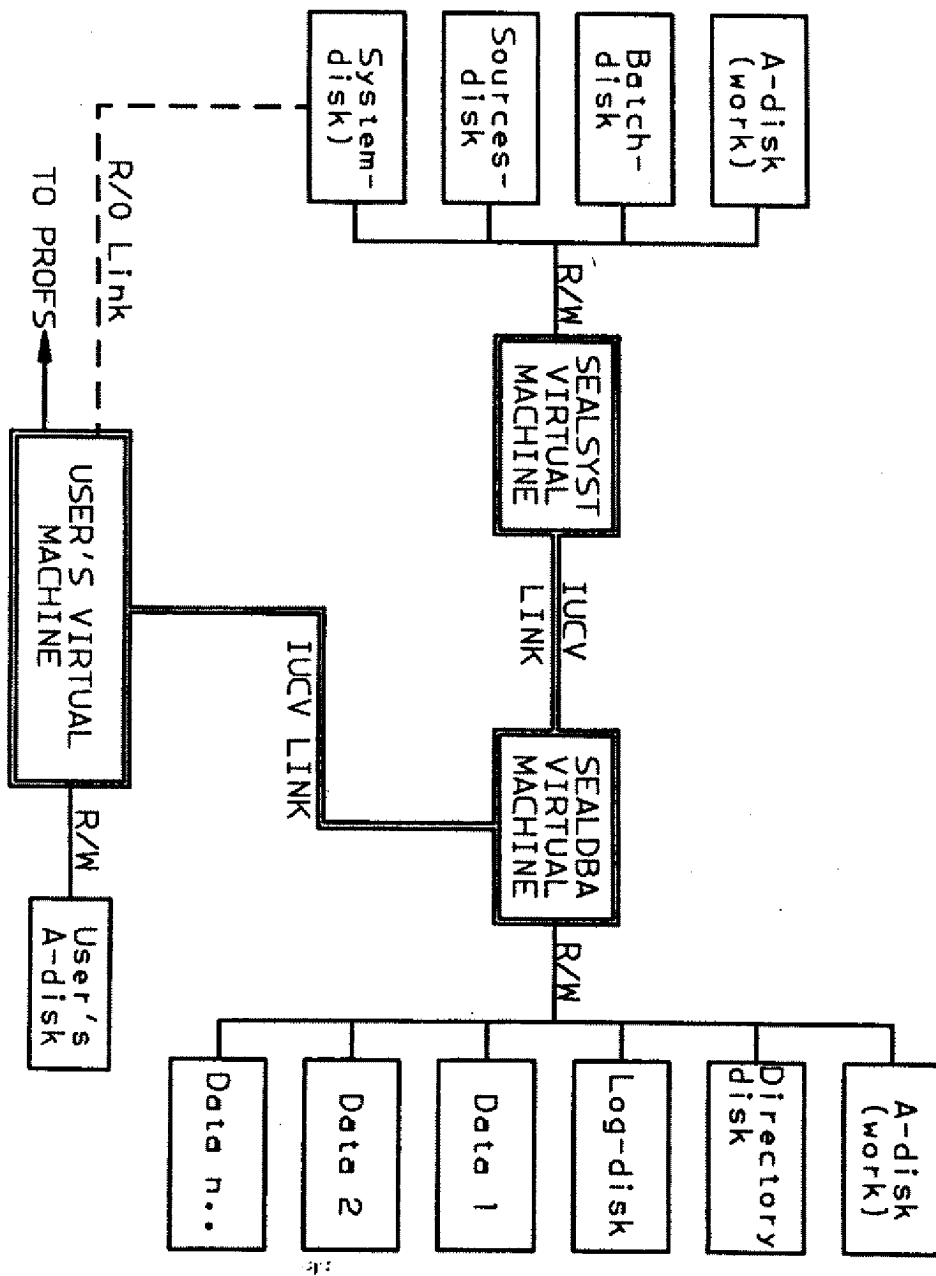 A-disk
(work)
Batch-
disk
Sources-
disk
System-
disk)
R/W
SEALSYST
VIRTUAL
MACHINE
IUCV
LINK
SEALDBA
VIRTUAL
MACHINE
R/W
A-disk
(work)
Directory
disk
Log-disk
Data 1
Data 2
Data n..
R/O Link
TO PROFS
IUCV LINK
USER'S VIRTUAL
MACHINE
R/W
User's
A-disk